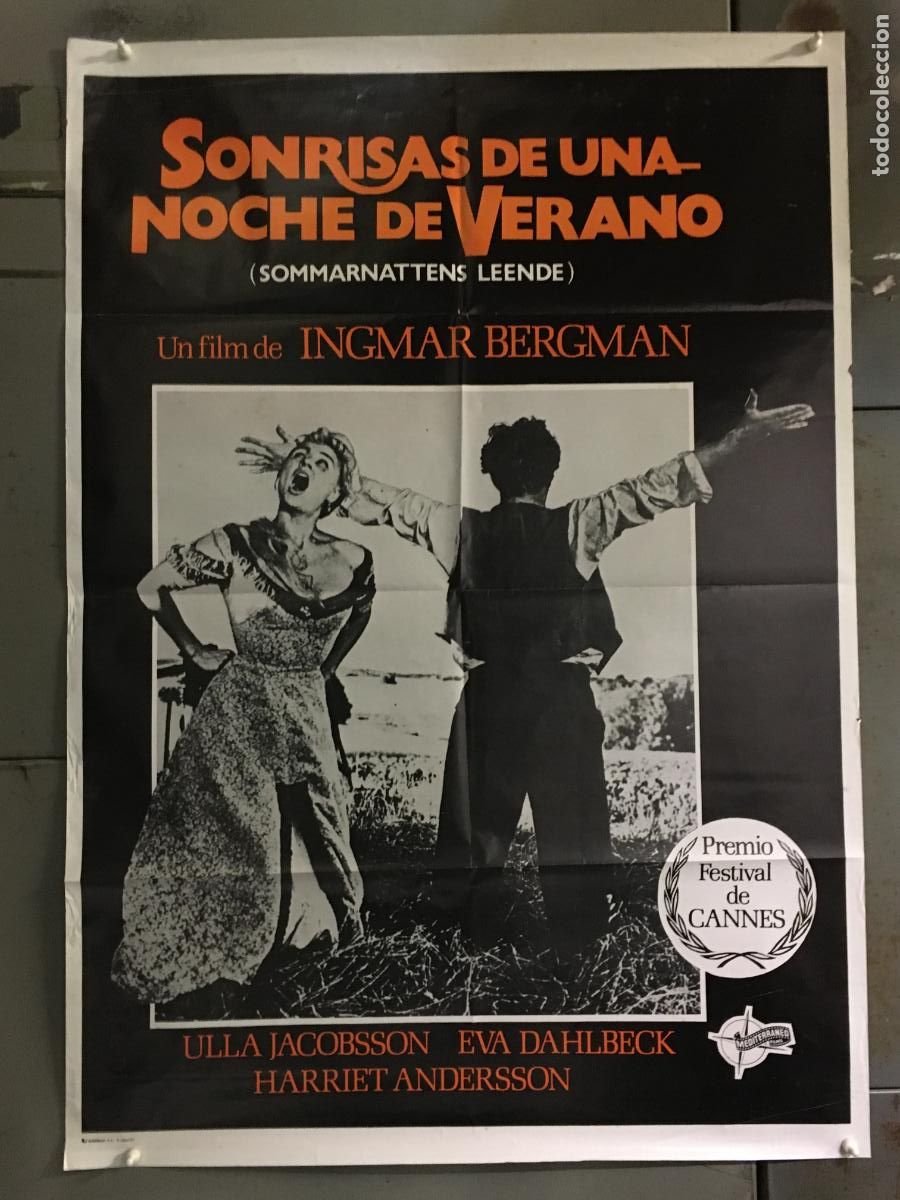 SONRISAS DE UNA
NOCHE DE VERANO
(SOMMARNATTENS LEENDE)
Un film de INGMAR BERGMAN
Premio
Festival
de
CANNES
MEDITERRANEO
ULLA JACOBSSON EVA DAHLBECK
HARRIET ANDERSSON
todocoleccion